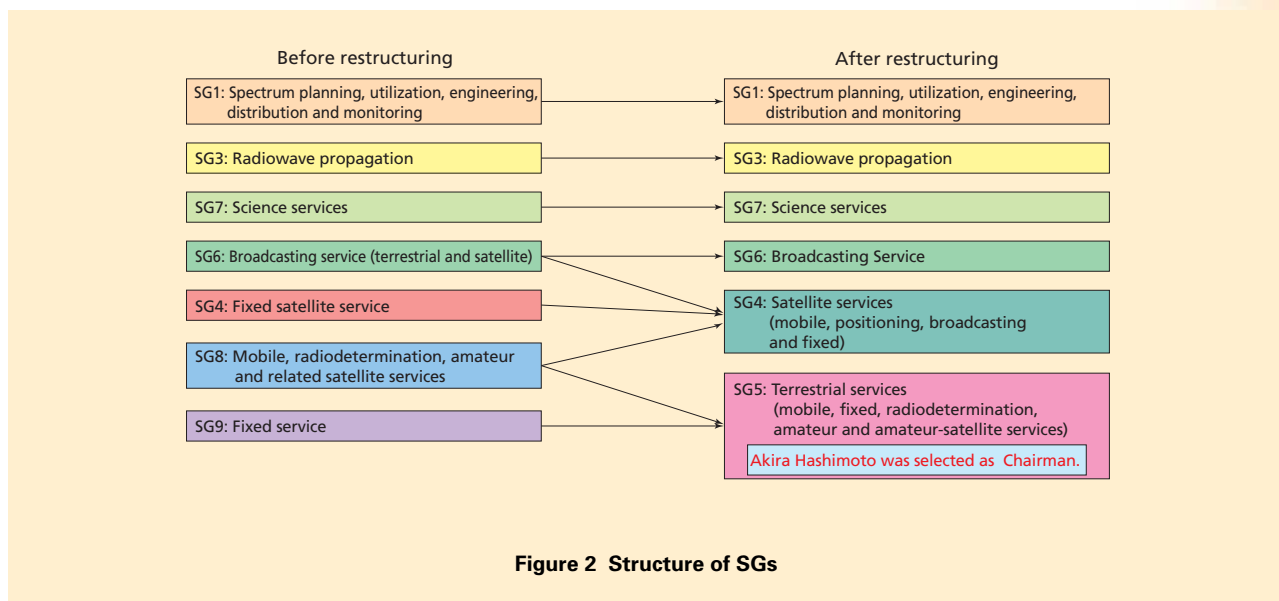 Before restructuring
SG1: Spectrum planning, utilization, engineering,
distribution and monitoring
SG3: Radiowave propagation
SG7: Science services
SG6: Broadcasting service (terrestrial and satellite)
SG4: Fixed satellite service
SG8: Mobile, radiodetermination, amateur
and related satellite services
SG9: Fixed service
After restructuring
SG1: Spectrum planning, utilization, engineering,
distribution and monitoring
SG3: Radiowave propagation
SG7: Science services
SG6: Broadcasting Service
SG4: Satellite services
(mobile, positioning, broadcasting
and fixed)
SG5: Terrestrial services
(mobile, fixed, radiodetermination,
amateur and amateur-satellite services)
Akira Hashimoto was selected as Chairman.
Figure 2 Structure of SGs